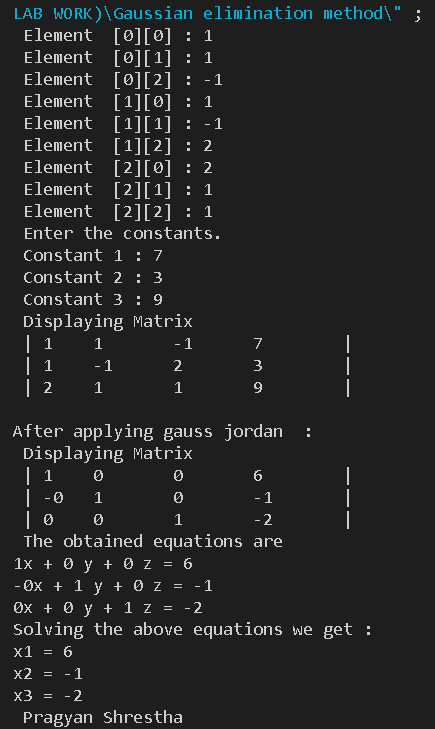 LAB WORK)\Gaussian elimination method\" ;
Element [0][0] : 1
Element [0][1] : 1
Element [0][2] : -1
Element [1][0] : 1
Element [1][1] : -1
Element [1][2] : 2
Element [2][0] : 2
Element [2][1] : 1
Element [2][2] : 1
Enter the constants.
Constant 1 : 7
Constant 2 : 3
Constant 3 : 9
Displaying Matrix
| 1 1 -1 7 |
| 1 -1 2 3 |
| 2 1 1 9 |
After applying gauss jordan :
Displaying Matrix
| 1 0 0 6 |
| -0 1 0 -1 |
| 0 0 1 -2 |
The obtained equations are
1x + 0 y + 0 z = 6
-0x + 1 y + 0 z = -1
0x + 0 y + 1 z = -2
Solving the above equations we get :
x1 = 6
x2 = -1
x3 = -2
Pragyan Shrestha